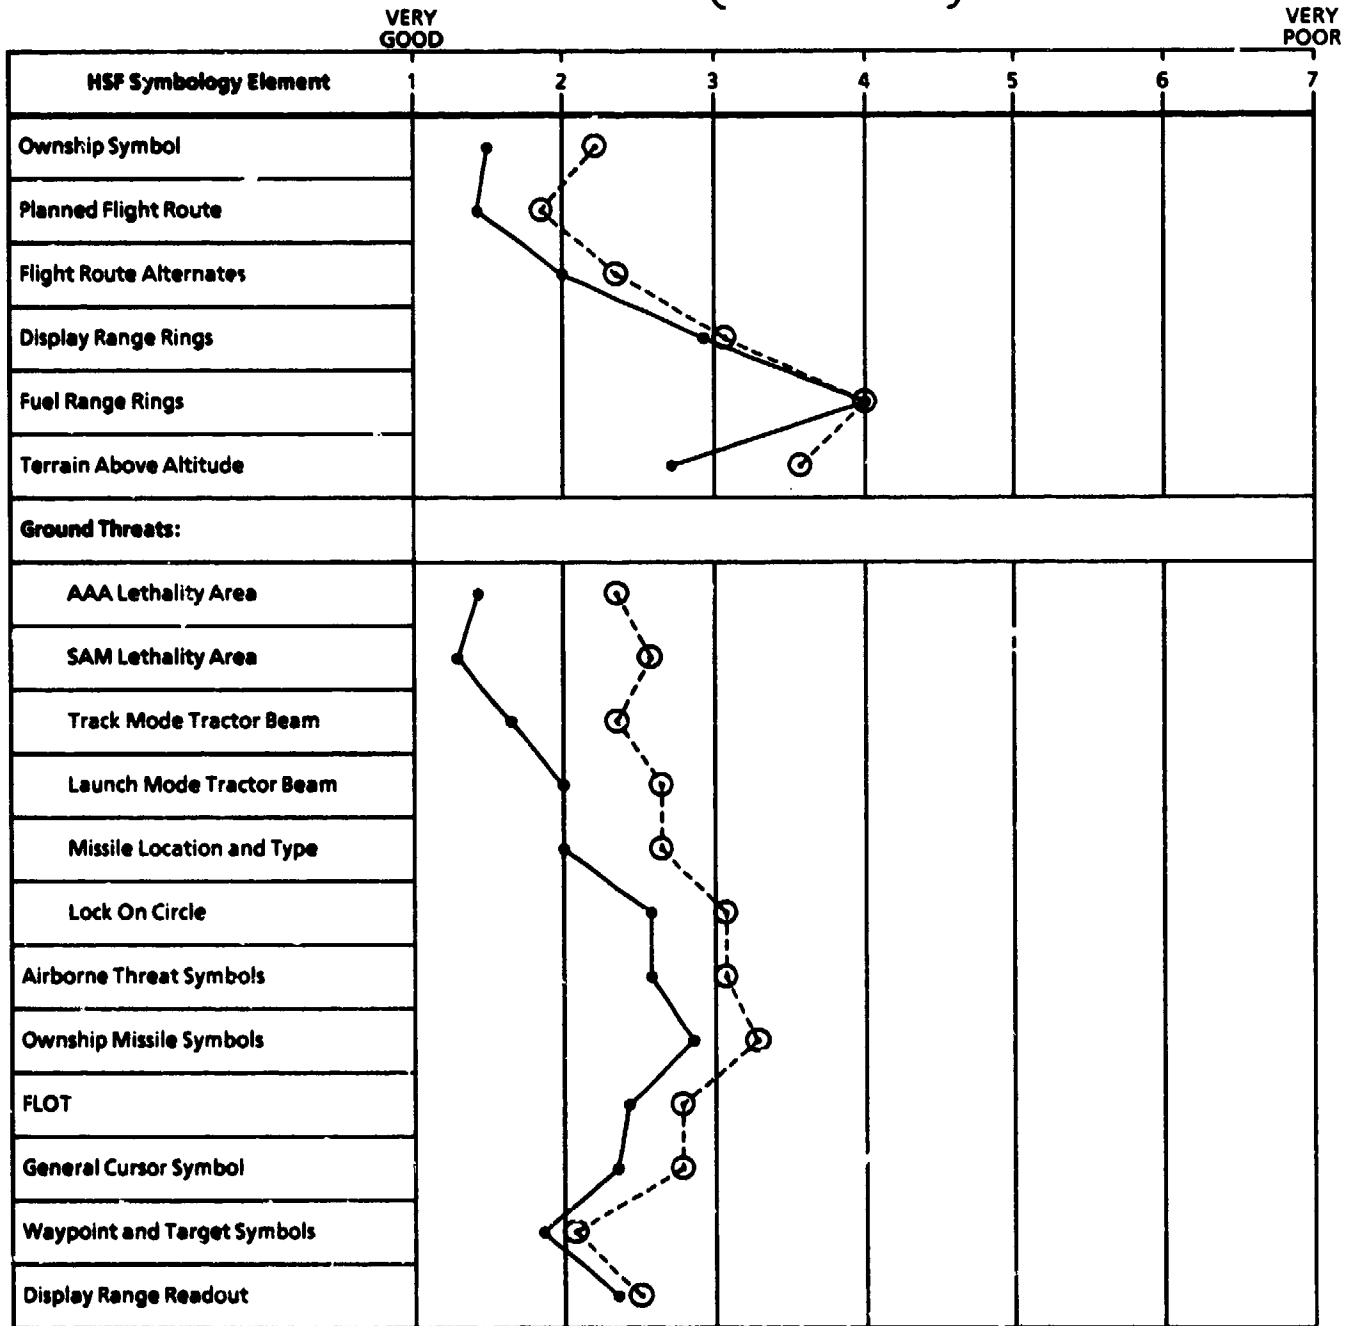 VERY
GOOD
VERY
POOR
HSF Symbology Element
1 2 3 4 5 6 7
Ownship Symbol
Planned Flight Route
Flight Route Alternates
Display Range Rings
Fuel Range Rings
Terrain Above Altitude
Ground Threats:
AAA Lethality Area
SAM Lethality Area
Track Mode Tractor Beam
Launch Mode Tractor Beam
Missile Location and Type
Lock On Circle
Airborne Threat Symbols
Ownship Missile Symbols
FLOT
General Cursor Symbol
Waypoint and Target Symbols
Display Range Readout